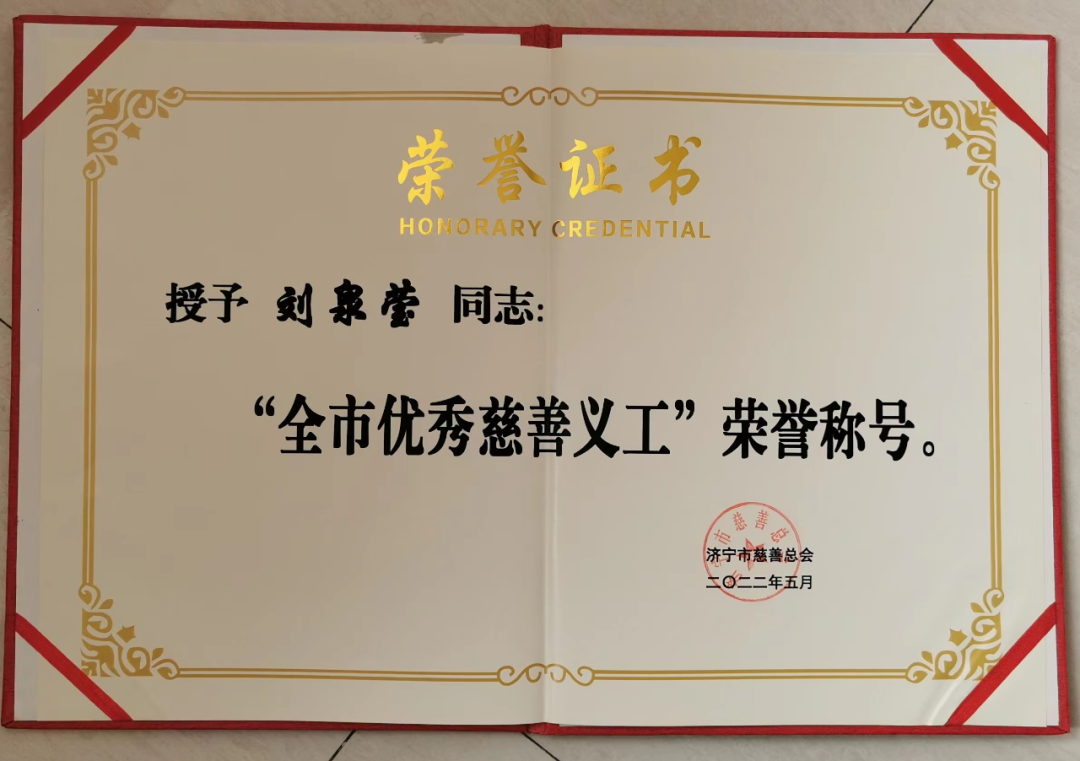 荣誉证书
HONORARY CREDENTIAL
授予 刘泉莹 同志:
“全市优秀慈善义工”荣誉称号。
济宁市慈善总会
二〇二二年五月